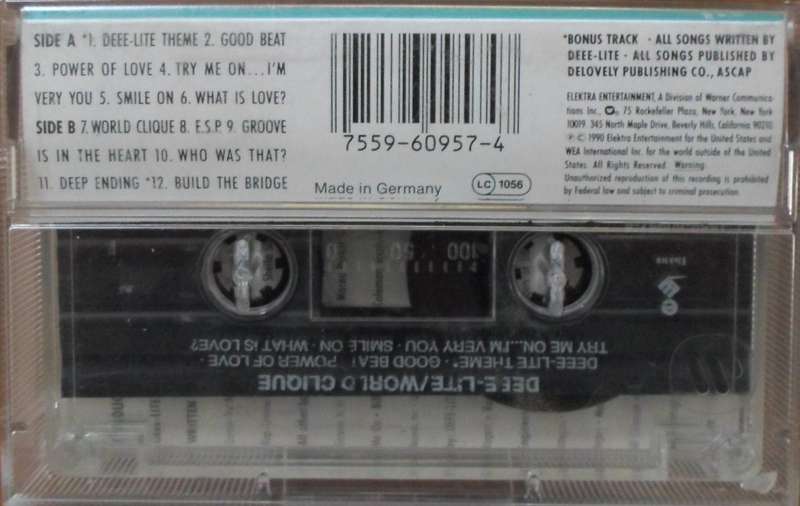 SIDE A *1. DEEE-LITE THEME 2. GOOD BEAT
3. POWER OF LOVE 4. TRY ME ON...I'M
VERY YOU 5. SMILE ON 6. WHAT IS LOVE?
SIDE B 7. WORLD CLIQUE 8. E.S.P. 9. GROOVE
IS IN THE HEART 10. WHO WAS THAT?
11. DEEP ENDING *12. BUILD THE BRIDGE
7559-60957-4
Made in Germany
LC 1056
*BONUS TRACK · ALL SONGS WRITTEN BY
DEEE-LITE · ALL SONGS PUBLISHED BY
DELOVELY PUBLISHING CO., ASCAP
ELEKTRA ENTERTAINMENT, A Division of Warner Communica-
tions Inc. 75 Rockefeller Plaza, New York, New York
10019 345 North Maple Drive, Beverly Hills, California 90210
℗ © 1990 Elektra Entertainment for the United States and
WEA International Inc. for the world outside of the United
States. All Rights Reserved. Warning:
Unauthorized reproduction of this recording is prohibited
by Federal law and subject to criminal prosecution.
100 50 0
TRY ME ON...I'M VERY YOU · SMILE ON · WHAT IS LOVE?
DEEE-LITE THEME* · GOOD BEAT · POWER OF LOVE ·
DEEE-LITE/WORLD CLIQUE
WRITTEN